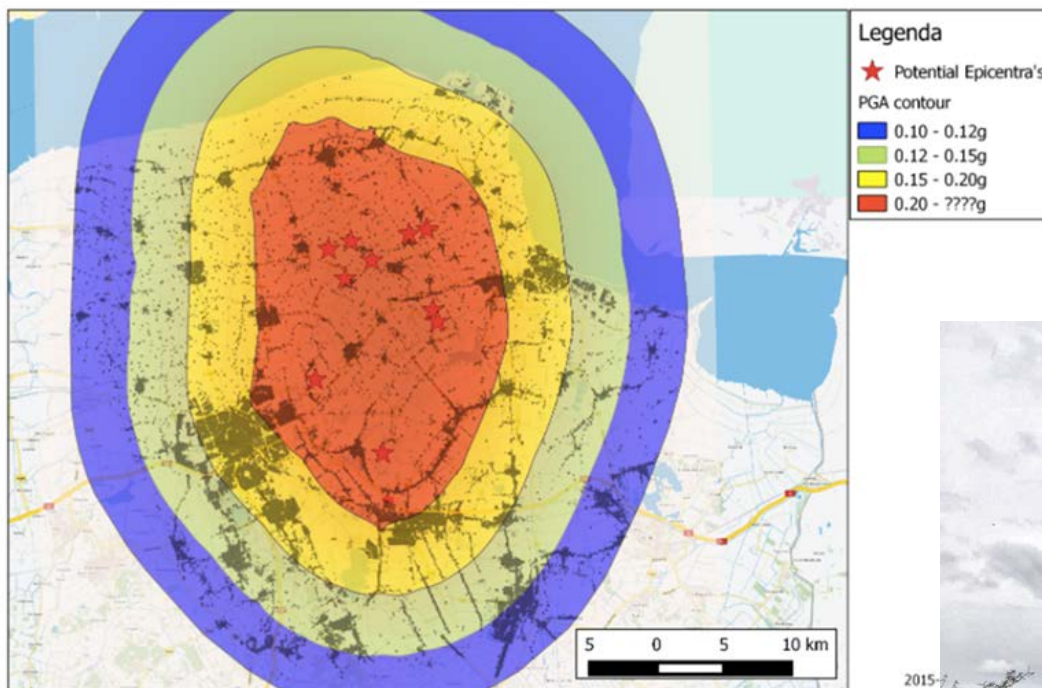 Legenda
Potential Epicentra's
PGA contour
0.10 - 0.12g
0.12 - 0.15g
0.15 - 0.20g
0.20 - ????g
5 0 5 10 km
2015